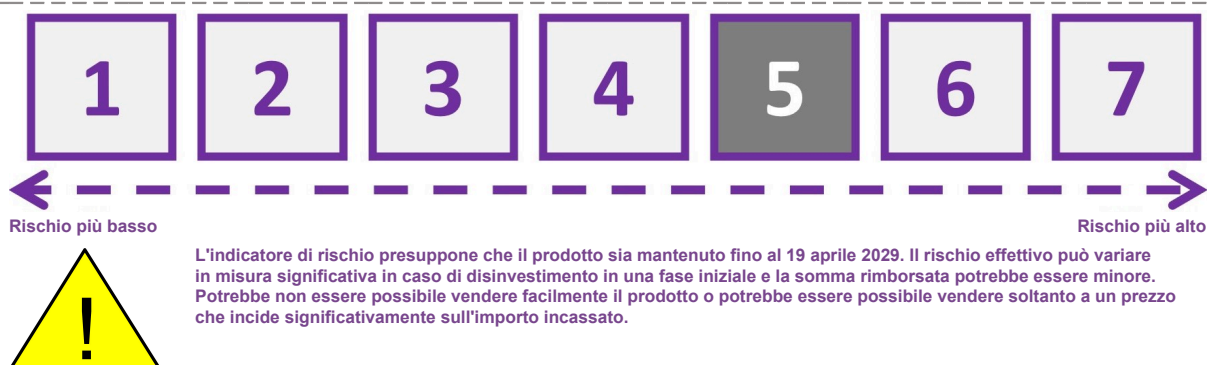 1 2 3 4 5 6 7
Rischio più basso Rischio più alto
L'indicatore di rischio presuppone che il prodotto sia mantenuto fino al 19 aprile 2029. Il rischio effettivo può variare
in misura significativa in caso di disinvestimento in una fase iniziale e la somma rimborsata potrebbe essere minore.
Potrebbe non essere possibile vendere facilmente il prodotto o potrebbe essere possibile vendere soltanto a un prezzo
che incide significativamente sull'importo incassato.
!